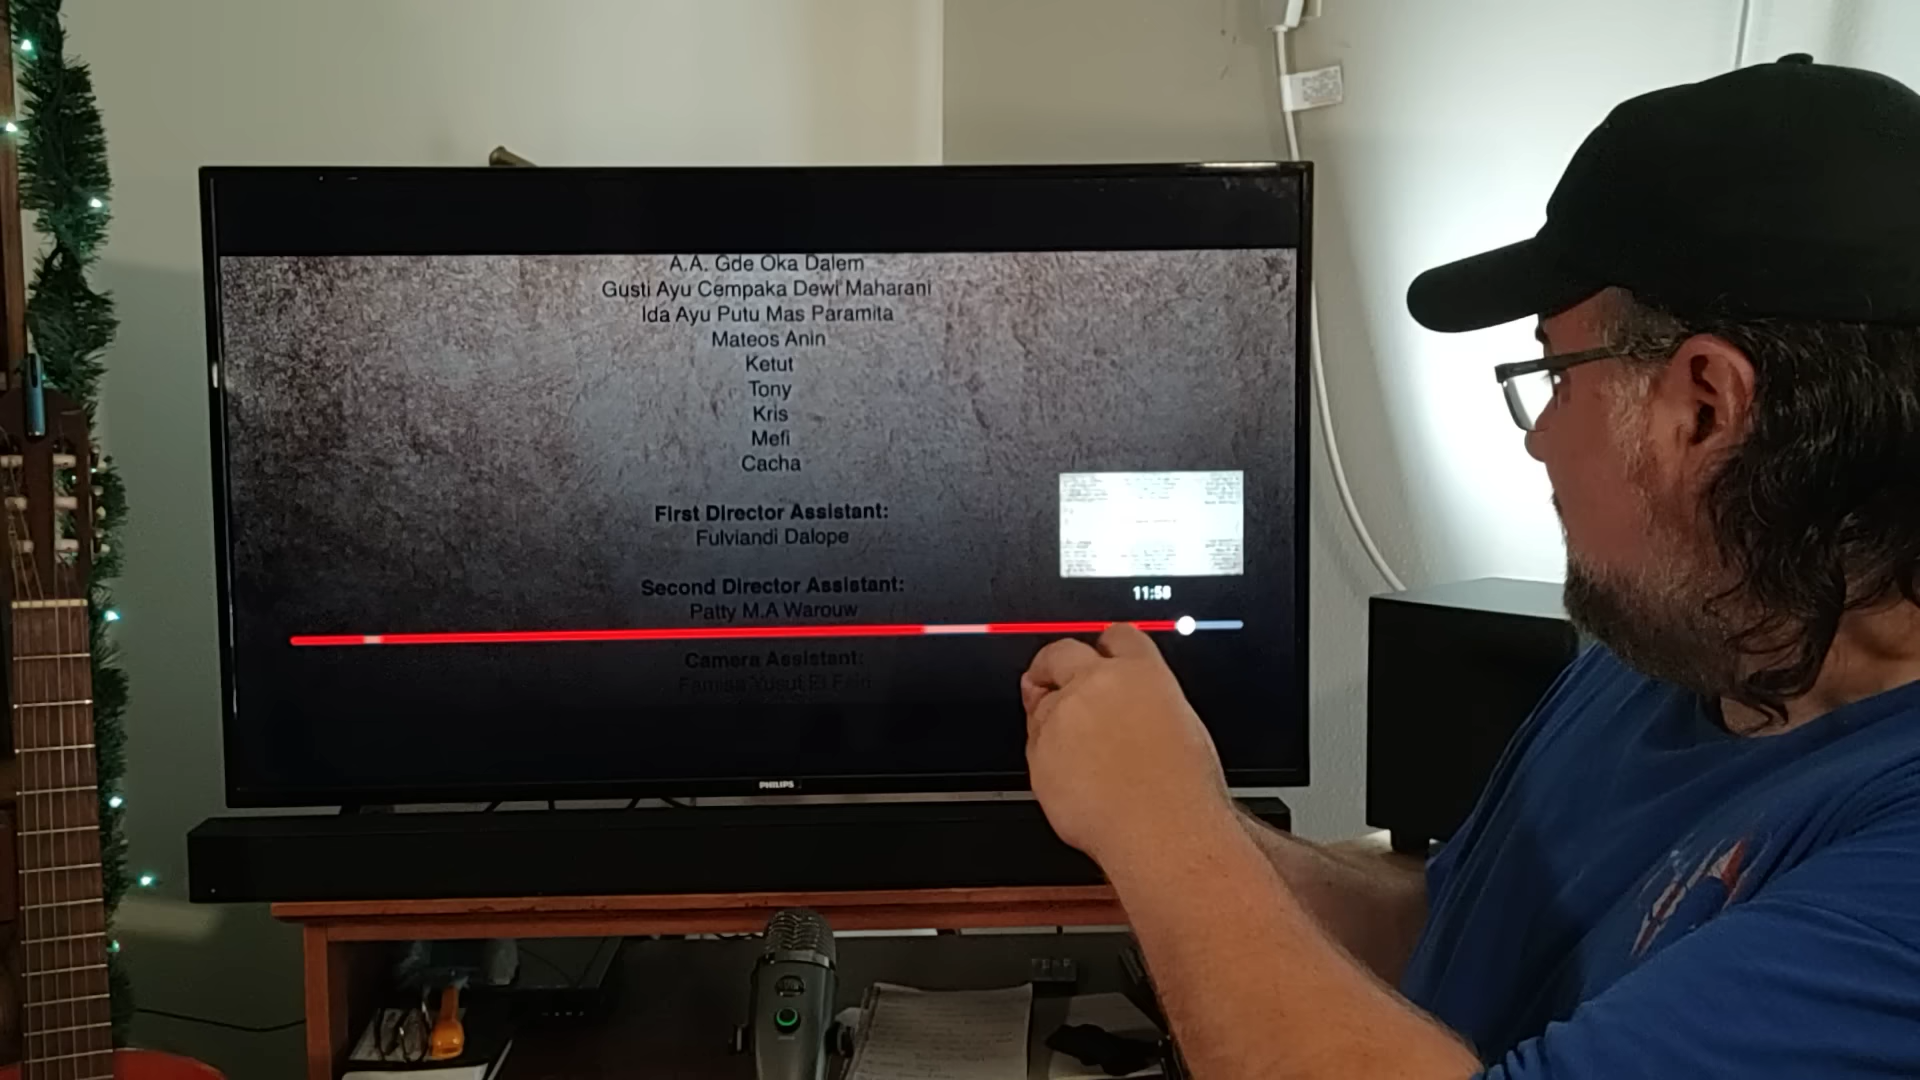 A.A. Gde Oka Dalem
Gusti Ayu Cempaka Dewi Maharani
Ida Ayu Putu Mas Paramita
Mateos Anin
Ketut
Tony
Kris
Mefi
Cacha
First Director Assistant:
Fulviandi Dalope
11:58
Second Director Assistant:
Patty M.A Warouw
Camera Assistant:
PHILIPS